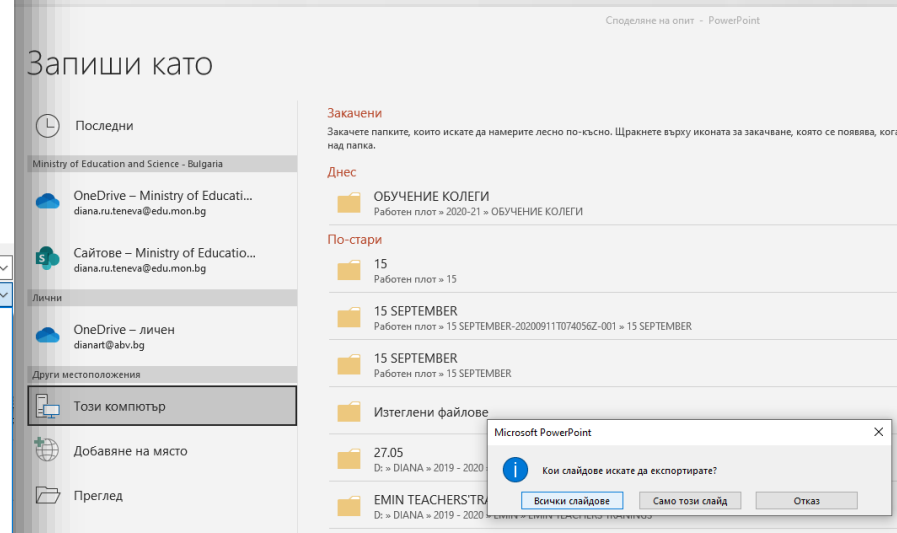 Споделяне на опит - PowerPoint
Запиши като
Последни
Ministry of Education and Science - Bulgaria
OneDrive – Ministry of Educati...
diana.ru.teneva@edu.mon.bg
Сайтове – Ministry of Educatio...
diana.ru.teneva@edu.mon.bg
Лични
OneDrive – личен
dianart@abv.bg
Други местоположения
Този компютър
Добавяне на място
Преглед
Закачени
Закачете папките, които искате да намерите лесно по-късно. Щракнете върху иконата за закачване, която се появява, кога
над папка.
Днес
ОБУЧЕНИЕ КОЛЕГИ
Работен плот » 2020-21 » ОБУЧЕНИЕ КОЛЕГИ
По-стари
15
Работен плот » 15
15 SEPTEMBER
Работен плот » 15 SEPTEMBER-20200911T074056Z-001 » 15 SEPTEMBER
15 SEPTEMBER
Работен плот » 15 SEPTEMBER
Изтеглени файлове
27.05
D: » DIANA » 2019 - 2020
EMIN TEACHERS'TRA
D: » DIANA » 2019 - 2020 » EMIN » EMIN TEACHERS TRAININGS
Microsoft PowerPoint
Кои слайдове искате да експортирате?
Всички слайдове
Само този слайд
Отказ